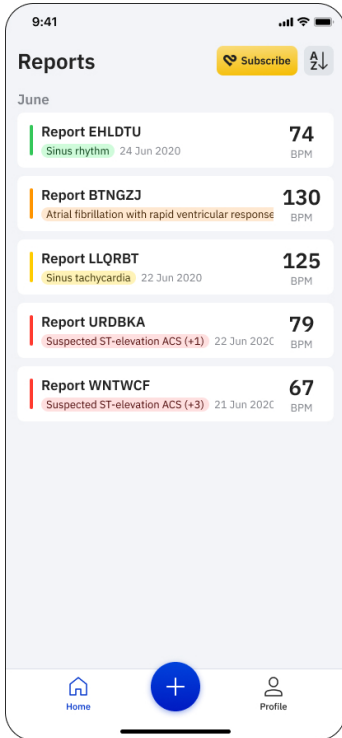 9:41
Reports
Subscribe
A
Z
June
Report EHLDTU
74
Sinus rhythm 24 Jun 2020
BPM
Report BTNGZJ
130
Atrial fibrillation with rapid ventricular response
BPM
Report LLQRBT
125
Sinus tachycardia 22 Jun 2020
BPM
Report URDBKA
79
Suspected ST-elevation ACS (+1) 22 Jun 202
BPM
Report WNTWCF
67
Suspected ST-elevation ACS (+3) 21 Jun 202
BPM
Home
Profile